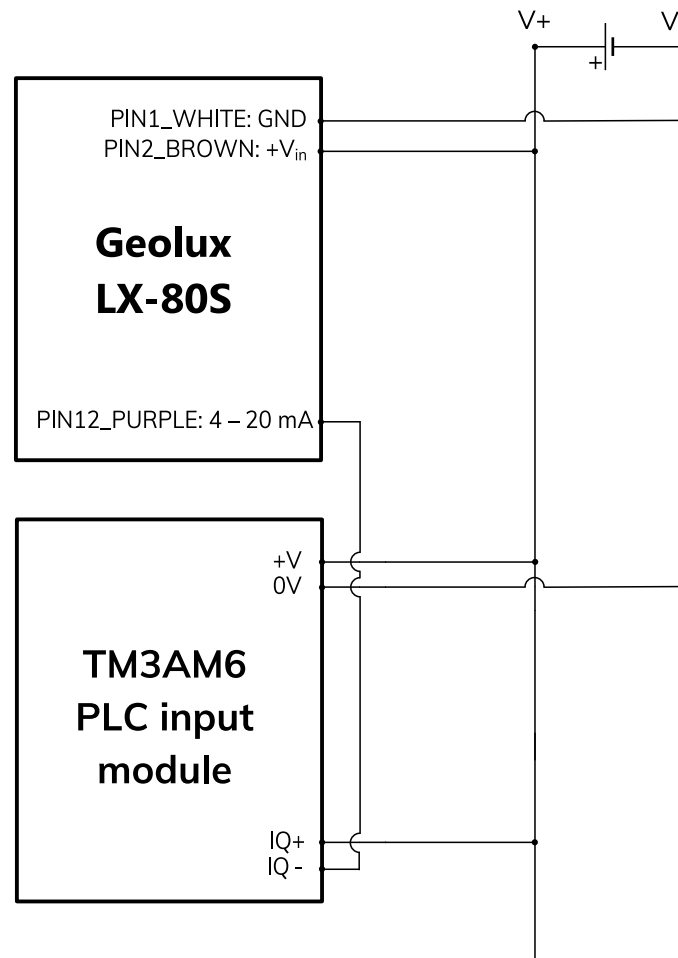 V+
V
+
PIN1_WHITE: GND
PIN2_BROWN: +Vin
Geolux
LX-80S
PIN12_PURPLE: 4 – 20 mA
+V
0V
TM3AM6
PLC input
module
IQ+
IQ -